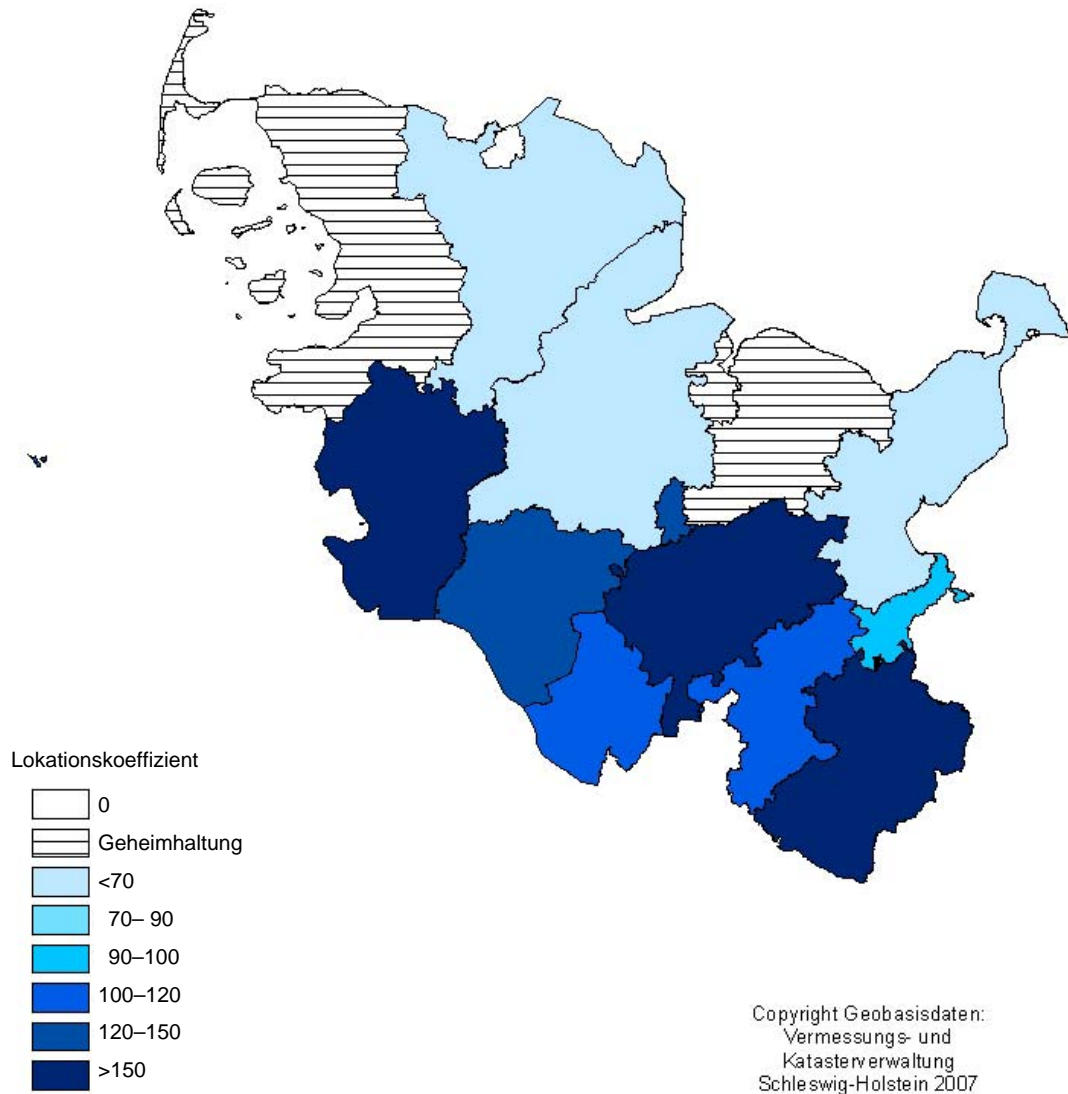 Lokationskoeffizient
0
Geheimhaltung
<70
70– 90
90–100
100–120
120–150
>150
Copyright Geobasisdaten:
Vermessungs- und
Katasterverwaltung
Schleswig-Holstein 2007